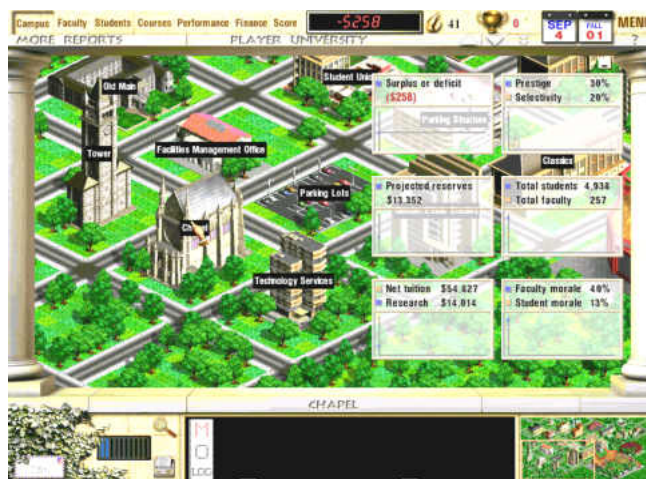 Campus Faculty Students Courses Performance Finance Score -$258 41 0 SEP 4 FALL 01 MENU
MORE REPORTS PLAYER UNIVERSITY ?
Old Main
Student Unio
Surplus or deficit
($258)
Prestige 30%
Selectivity 20%
Parking Structure
Tower
Facilities Management Office
Classics
Parking Lots
Projected reserves
$13,352
Total students 4,934
Total faculty 257
Technology Services
Net tuition $54,627
Research $14,014
Faculty morale 40%
Student morale 13%
CHAPEL
M
O
LOG